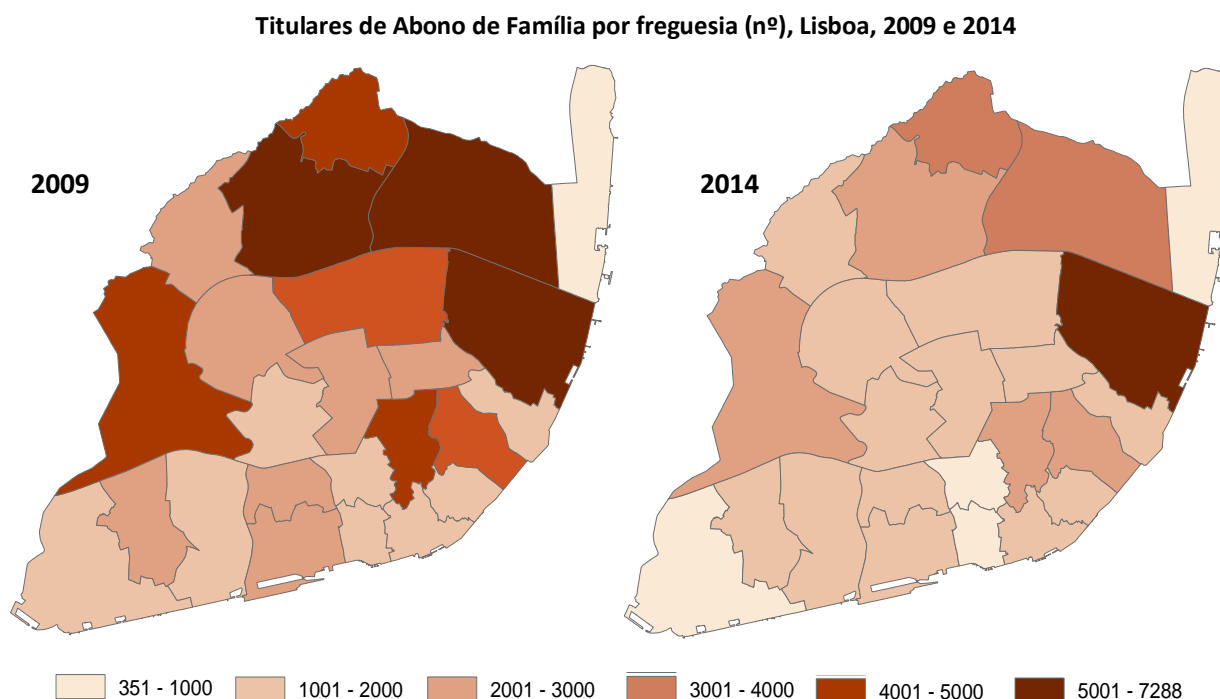 Titulares de Abono de Família por freguesia (nº), Lisboa, 2009 e 2014
2009
2014
351 - 1000
1001 - 2000
2001 - 3000
3001 - 4000
4001 - 5000
5001 - 7288